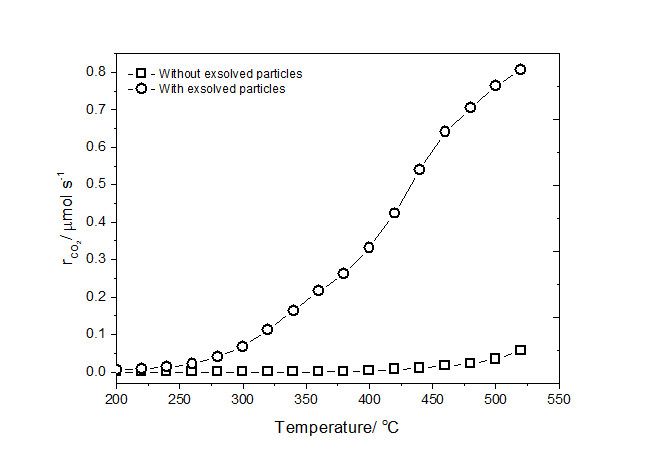 - Without exsolved particles
- With exsolved particles
0.8
0.7
0.6
0.5
0.4
0.3
0.2
0.1
0.0
r_CO₂/ μmol s⁻¹
200 250 300 350 400 450 500 550
Temperature/ °C